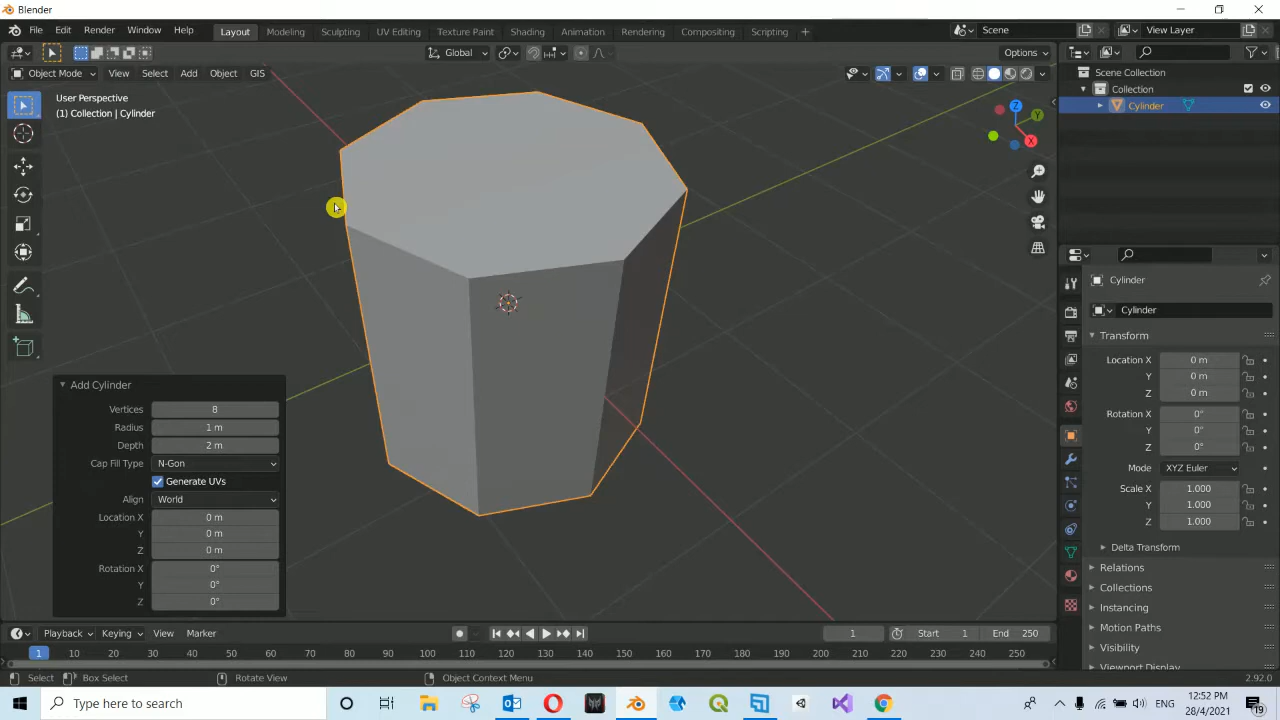 Blender
File Edit Render Window Help Layout Modeling Sculpting UV Editing Texture Paint Shading Animation Rendering Compositing Scripting + Scene View Layer
Global Options
Object Mode View Select Add Object GIS
Scene Collection
Collection
Cylinder
User Perspective
(1) Collection | Cylinder
Z
Y
X
Add Cylinder
Vertices 8
Radius 1 m
Depth 2 m
Cap Fill Type N-Gon
Generate UVs
Align World
Location X 0 m
Y 0 m
Z 0 m
Rotation X 0°
Y 0°
Z 0°
Cylinder
Cylinder
Transform
Location X 0 m
Y 0 m
Z 0 m
Rotation X 0°
Y 0°
Z 0°
Mode XYZ Euler
Scale X 1.000
Y 1.000
Z 1.000
Delta Transform
Relations
Collections
Instancing
Motion Paths
Visibility
Viewport Display
Playback Keying View Marker 1 Start 1 End 250
1 10 20 30 40 50 60 70 80 90 100 110 120 130 140 150 160 170 180 190 200 210 220 230 240 250
Select Box Select Rotate View Object Context Menu 2.92.0
Type here to search
ENG
12:52 PM
28/4/2021
19